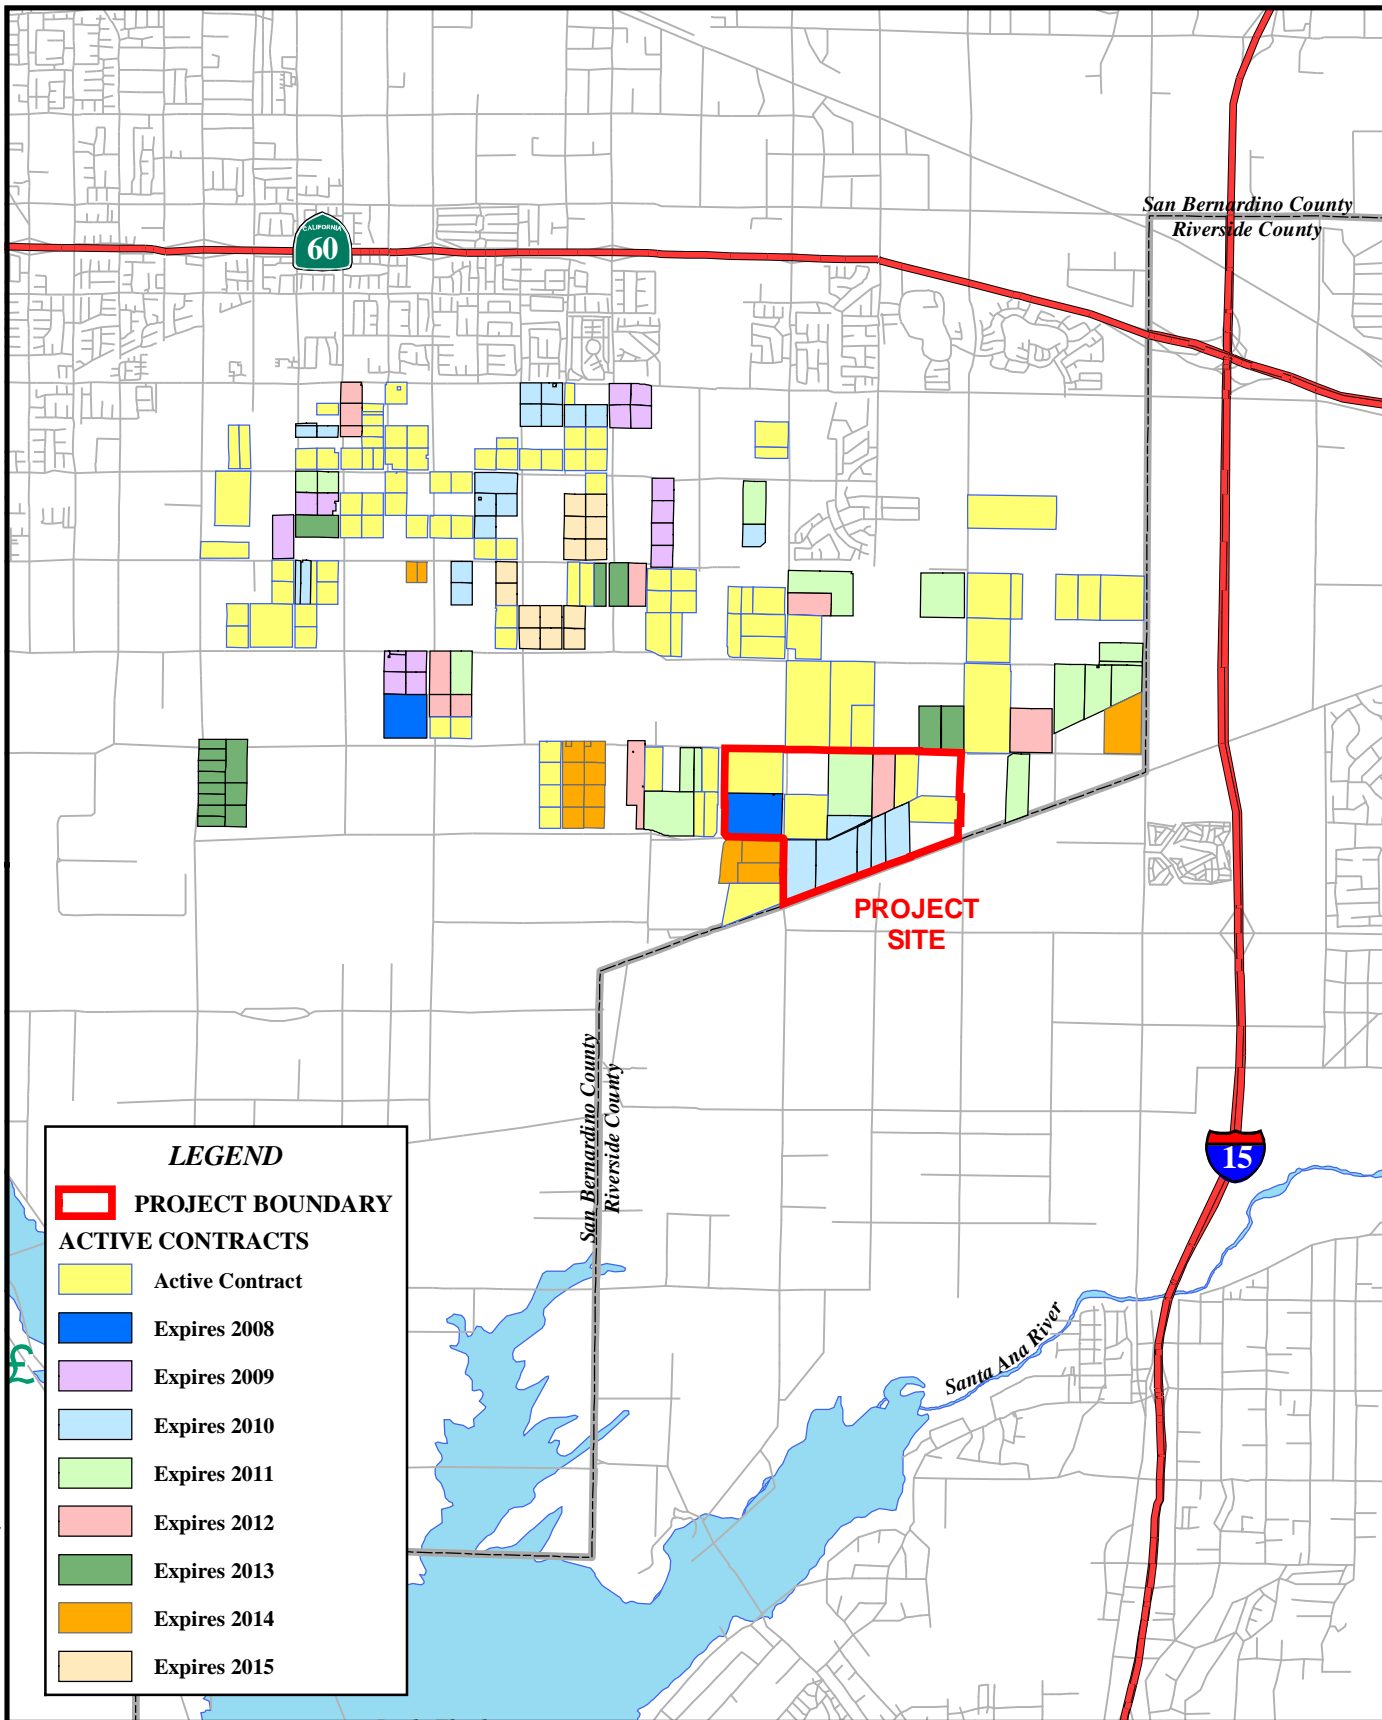 San Bernardino County
Riverside County
CALIFORNIA
60
PROJECT
SITE
San Bernardino County
Riverside County
15
Santa Ana River
LEGEND
PROJECT BOUNDARY
ACTIVE CONTRACTS
Active Contract
Expires 2008
Expires 2009
Expires 2010
Expires 2011
Expires 2012
Expires 2013
Expires 2014
Expires 2015
£